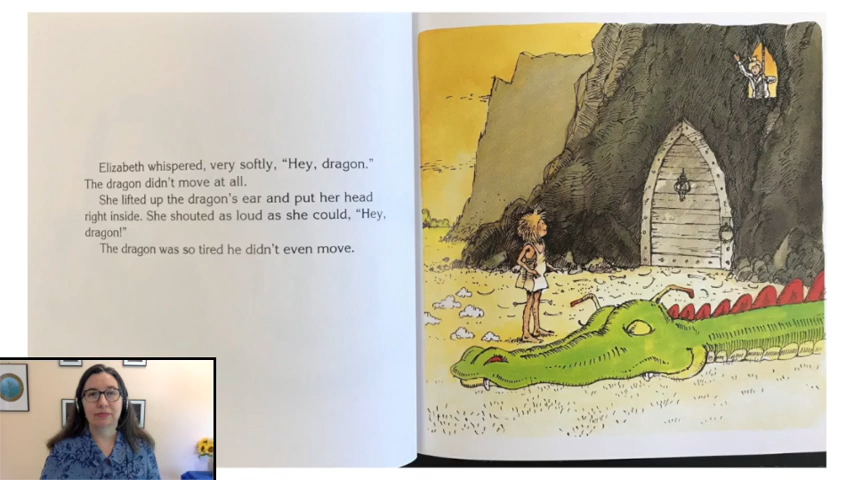 Elizabeth whispered, very softly, “Hey, dragon.”
The dragon didn’t move at all.
She lifted up the dragon’s ear and put her head
right inside. She shouted as loud as she could, “Hey,
dragon!”
The dragon was so tired he didn’t even move.